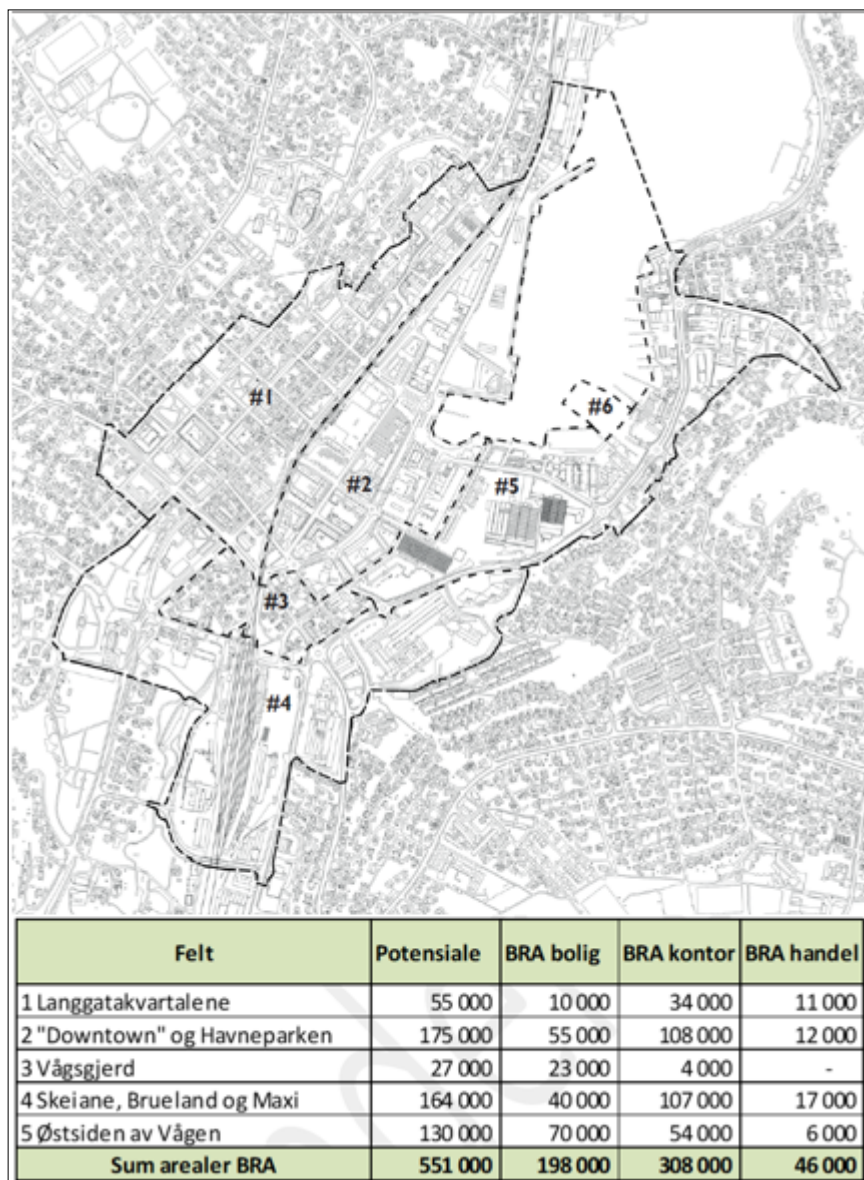 #1
#6
#2
#5
#3
#4
Felt Potensiale BRA bolig BRA kontor BRA handel
1 Langgatakvartalene 55 000 10 000 34 000 11 000
2 "Downtown" og Havneparken 175 000 55 000 108 000 12 000
3 Vågsgjerd 27 000 23 000 4 000 -
4 Skeiane, Brueland og Maxi 164 000 40 000 107 000 17 000
5 Østsiden av Vågen 130 000 70 000 54 000 6 000
Sum arealer BRA 551 000 198 000 308 000 46 000